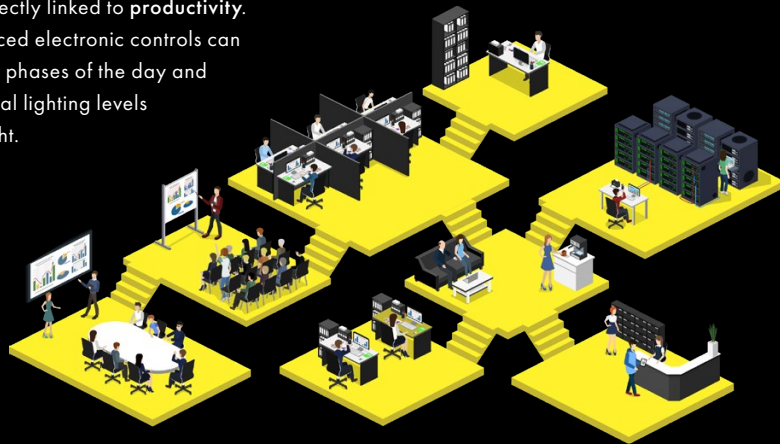 ectly linked to productivity.
ced electronic controls can
phases of the day and
al lighting levels
ht.